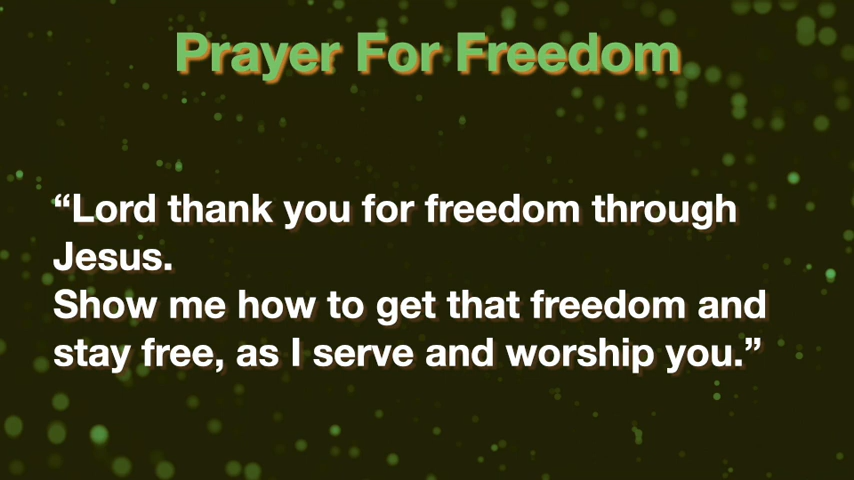 Prayer For Freedom
“Lord thank you for freedom through
Jesus.
Show me how to get that freedom and
stay free, as I serve and worship you.”